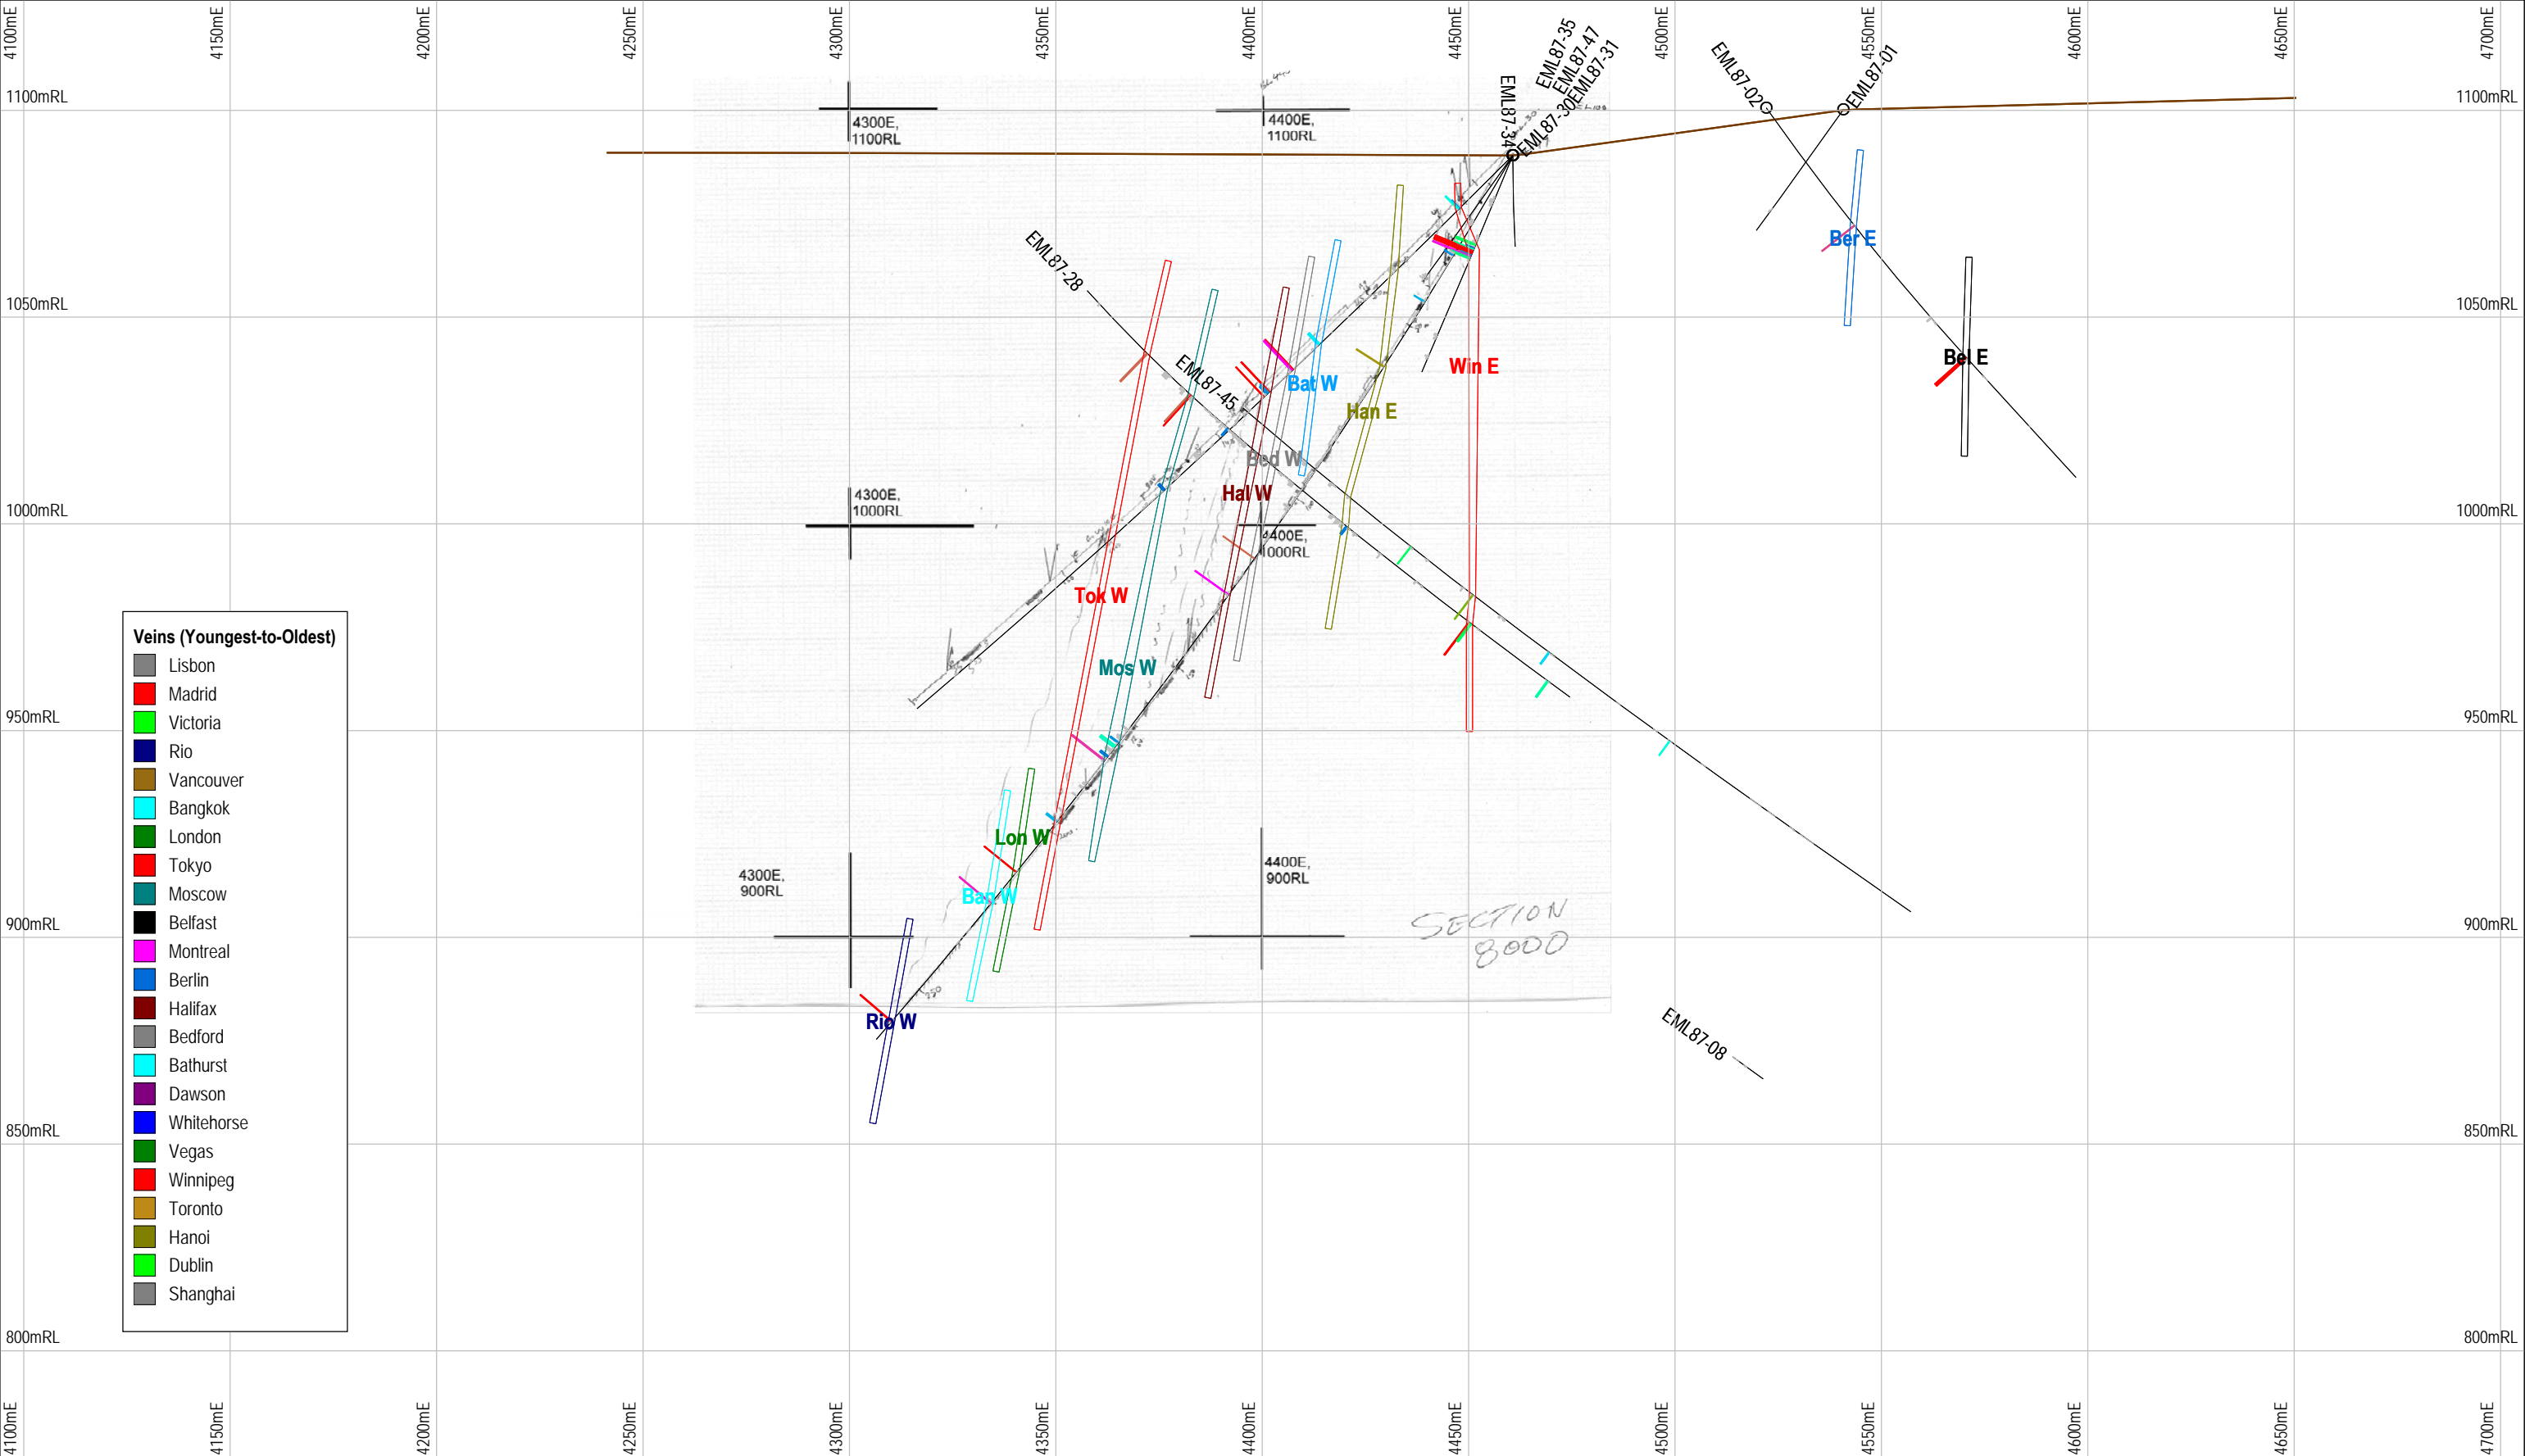 4100mE
4150mE
4200mE
4250mE
4300mE
4350mE
4400mE
4450mE
4500mE
4550mE
4600mE
4650mE
4700mE
EML87-35
EML87-47
EML87-31
EML87-30
EML87-34
EML87-02
EML87-01
1100mRL
1100mRL
4300E,
1100RL
4400E,
1100RL
EML87-28
Ber E
1050mRL
1050mRL
EML87-45
Bel E
Win E
Bat W
Han E
Bed W
Hal W
4300E,
1000RL
1000mRL
1000mRL
4400E,
1000RL
Tok W
Mos W
950mRL
950mRL
Lon W
4300E,
900RL
4400E,
900RL
Ban W
900mRL
900mRL
SECTION
8000
Rio W
EML87-08
850mRL
850mRL
800mRL
800mRL
Veins (Youngest-to-Oldest)
Lisbon
Madrid
Victoria
Rio
Vancouver
Bangkok
London
Tokyo
Moscow
Belfast
Montreal
Berlin
Halifax
Bedford
Bathurst
Dawson
Whitehorse
Vegas
Winnipeg
Toronto
Hanoi
Dublin
Shanghai
4100mE
4150mE
4200mE
4250mE
4300mE
4350mE
4400mE
4450mE
4500mE
4550mE
4600mE
4650mE
4700mE